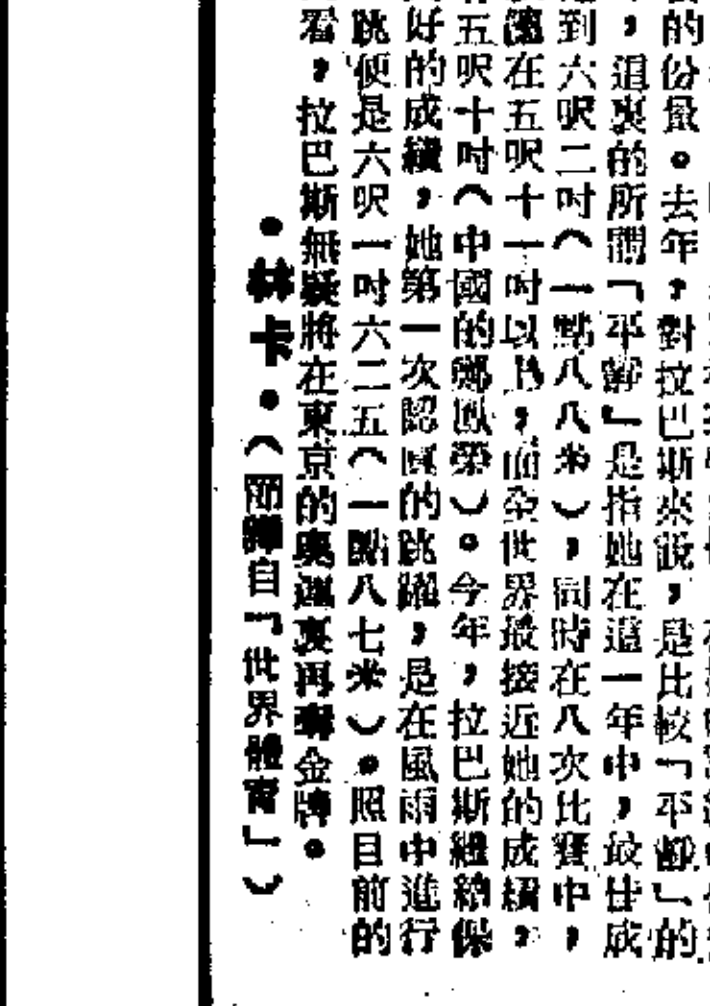 的份量。去年，對拉巴斯來說，是比較「平靜」的
，這裏的所謂「平靜」是指她在這一年中，最佳成
到六呎二吋（一點八八米），同時在八次比賽中，
在五呎十一吋以上，而全世界最接近她的成績，
五呎十吋（中國的鄭鳳榮）。今年，拉巴斯繼續保
好的成績，她第一次認真的跳躍，是在風雨中進行
跳便是六呎一吋六二五（一點八七米）。照目前的
看，拉巴斯無疑將在東京的奧運裏再奪金牌。
•林卡•（節譯自「世界體育」）